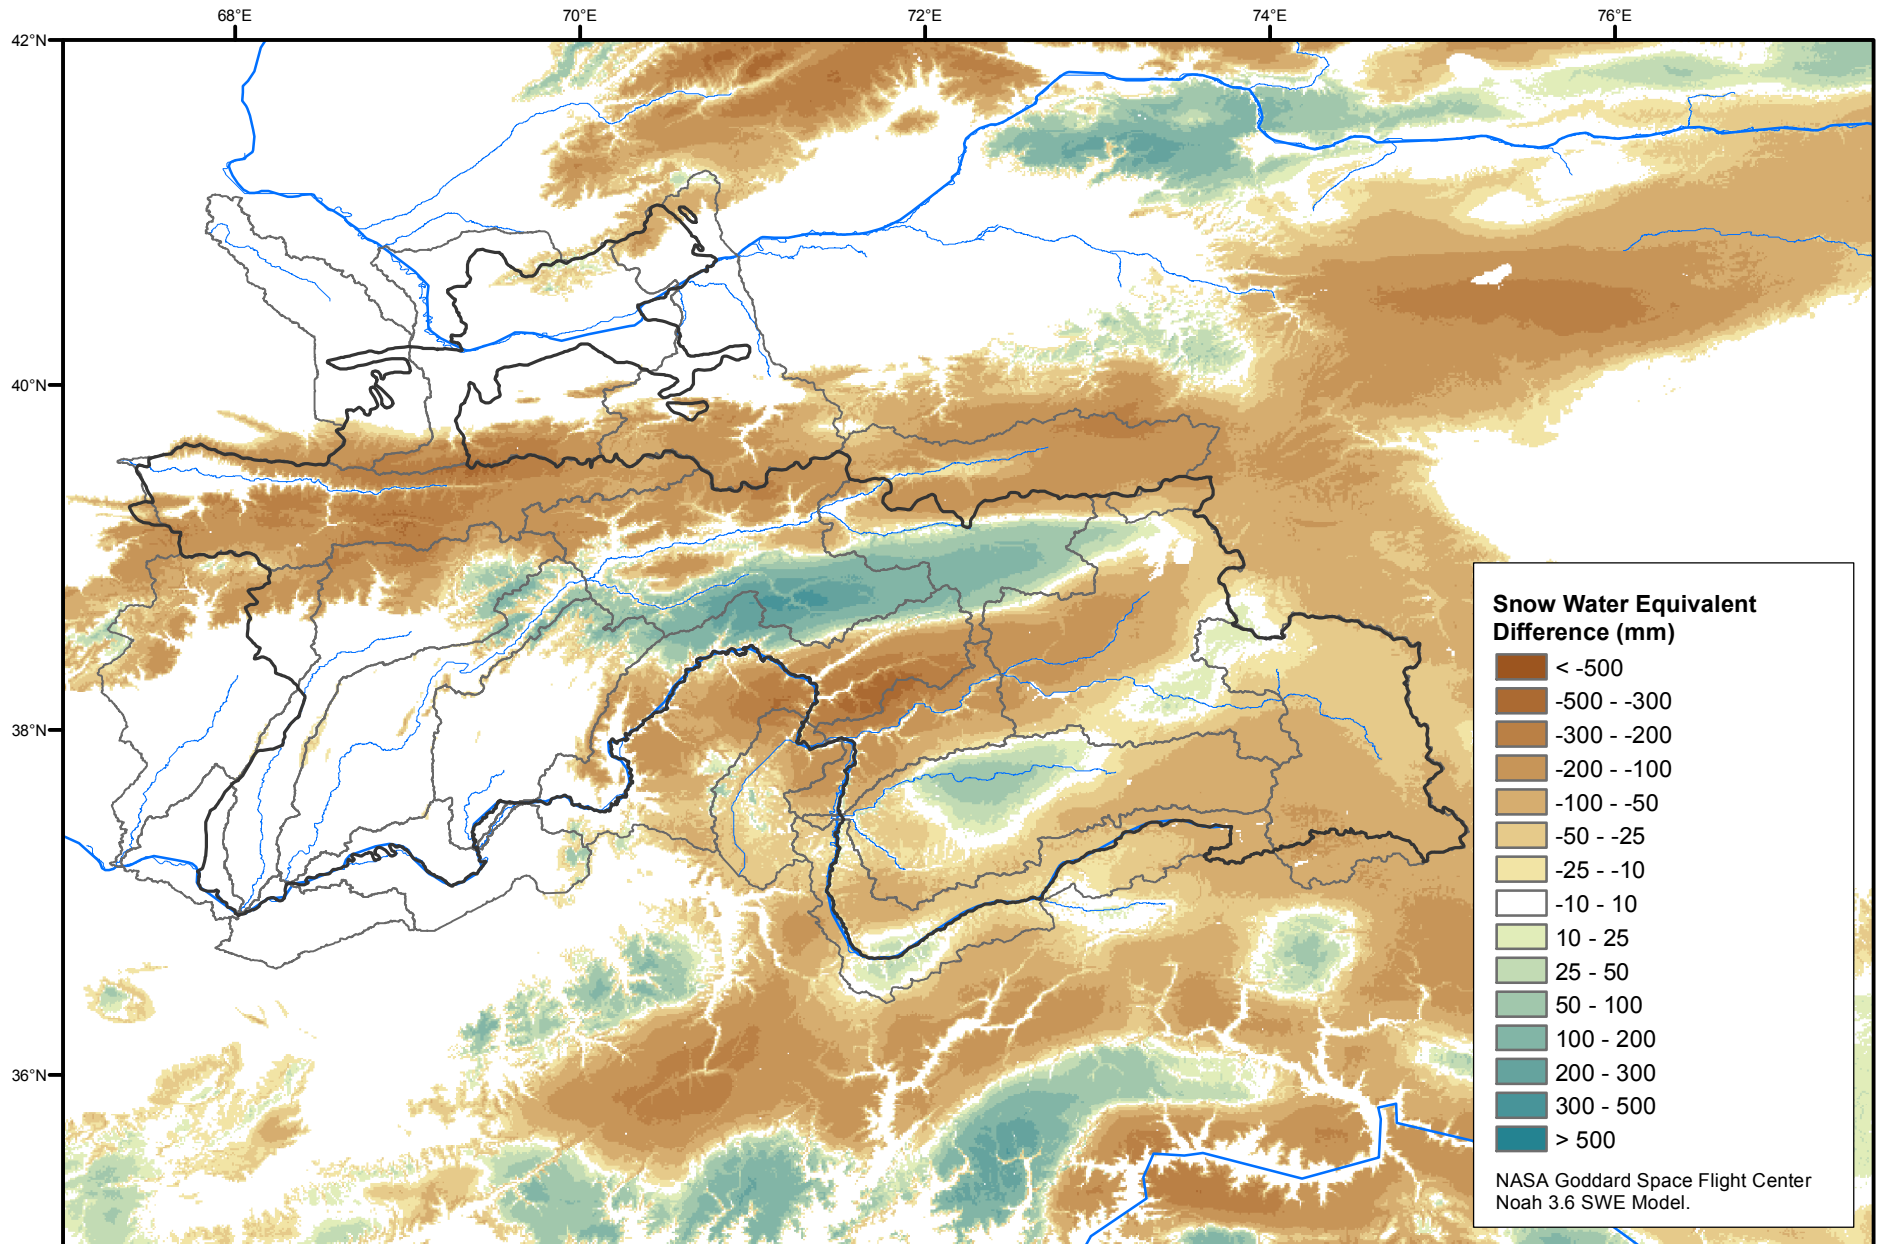 68°E 70°E 72°E 74°E 76°E
42°N
40°N
38°N
36°N
Snow Water Equivalent
Difference (mm)
< -500
-500 - -300
-300 - -200
-200 - -100
-100 - -50
-50 - -25
-25 - -10
-10 - 10
10 - 25
25 - 50
50 - 100
100 - 200
200 - 300
300 - 500
> 500
NASA Goddard Space Flight Center
Noah 3.6 SWE Model.